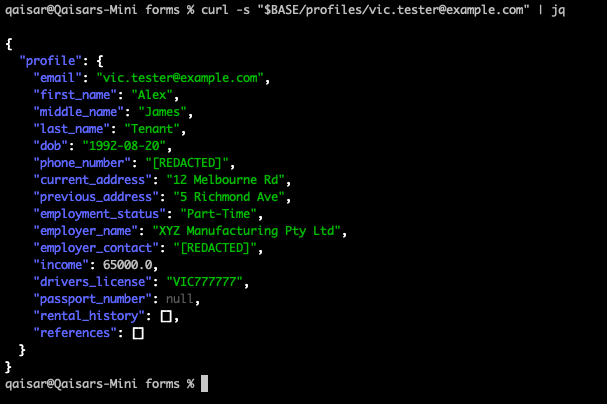 qaisar@Qaisars-Mini forms % curl -s "$BASE/profiles/vic.tester@example.com" | jq
{
"profile": {
"email": "vic.tester@example.com",
"first_name": "Alex",
"middle_name": "James",
"last_name": "Tenant",
"dob": "1992-08-20",
"phone_number": "[REDACTED]",
"current_address": "12 Melbourne Rd",
"previous_address": "5 Richmond Ave",
"employment_status": "Part-Time",
"employer_name": "XYZ Manufacturing Pty Ltd",
"employer_contact": "[REDACTED]",
"income": 65000.0,
"drivers_license": "VIC777777",
"passport_number": null,
"rental_history": [],
"references": []
}
}
qaisar@Qaisars-Mini forms %